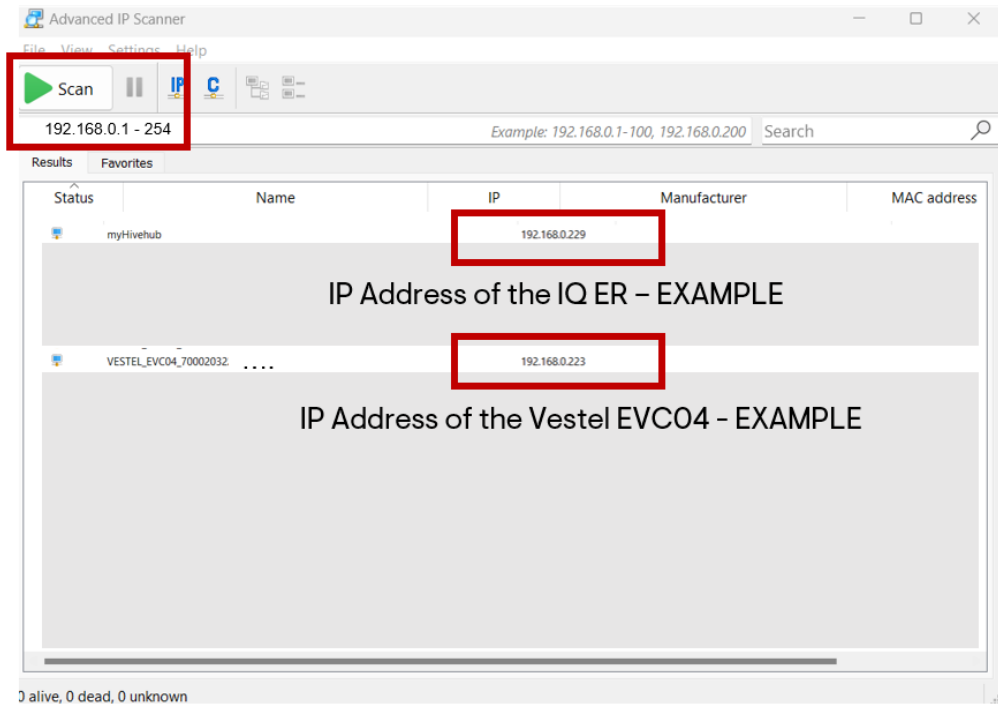 Advanced IP Scanner
File View Settings Help
Scan IP C
192.168.0.1 - 254 Example: 192.168.0.1-100, 192.168.0.200 Search
Results Favorites
Status Name IP Manufacturer MAC address
myHivehub 192.168.0.229
IP Address of the IQ ER – EXAMPLE
VESTEL_EVC04_70002032 .... 192.168.0.223
IP Address of the Vestel EVC04 - EXAMPLE
0 alive, 0 dead, 0 unknown